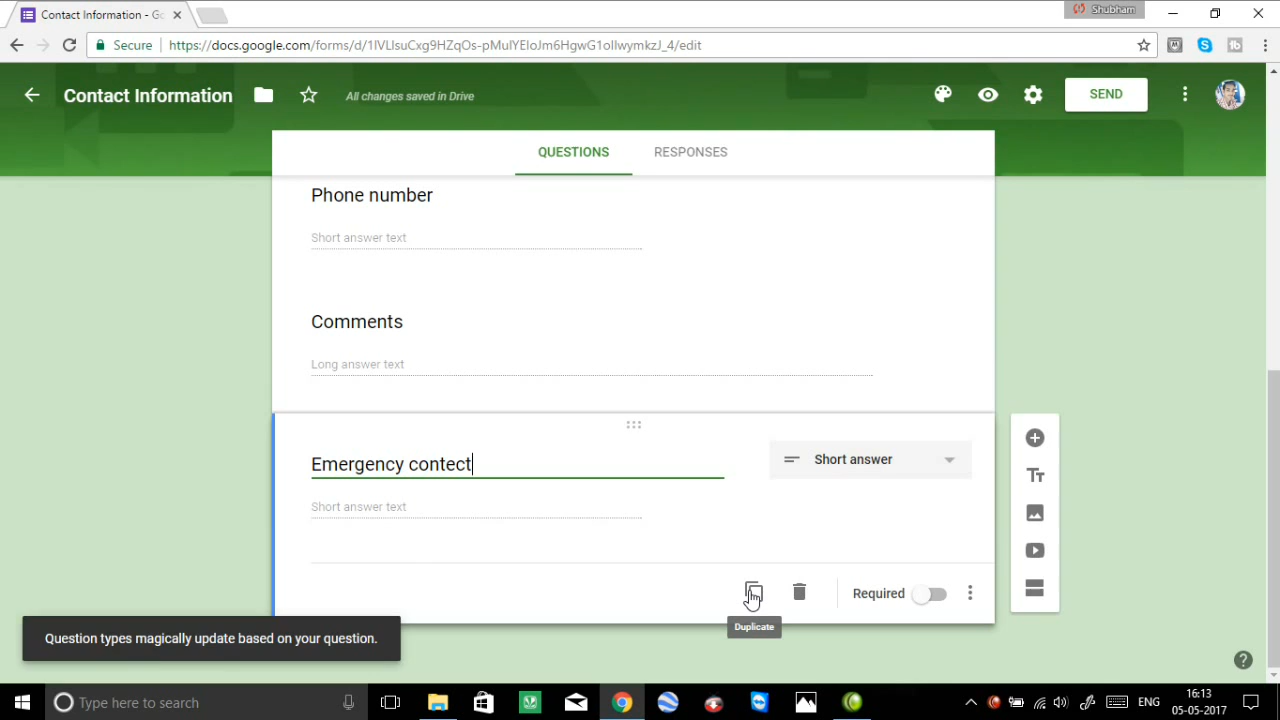 Contact Information - Go
Shubham
Secure
https://docs.google.com/forms/d/1lVLlsuCxg9HZqOs-pMulYEloJm6HgwG1ollwymkzJ_4/edit
Contact Information
All changes saved in Drive
SEND
QUESTIONS
RESPONSES
Phone number
Short answer text
Comments
Long answer text
Emergency contect
Short answer
Short answer text
Required
Duplicate
Question types magically update based on your question.
Type here to search
ENG
16:13
05-05-2017